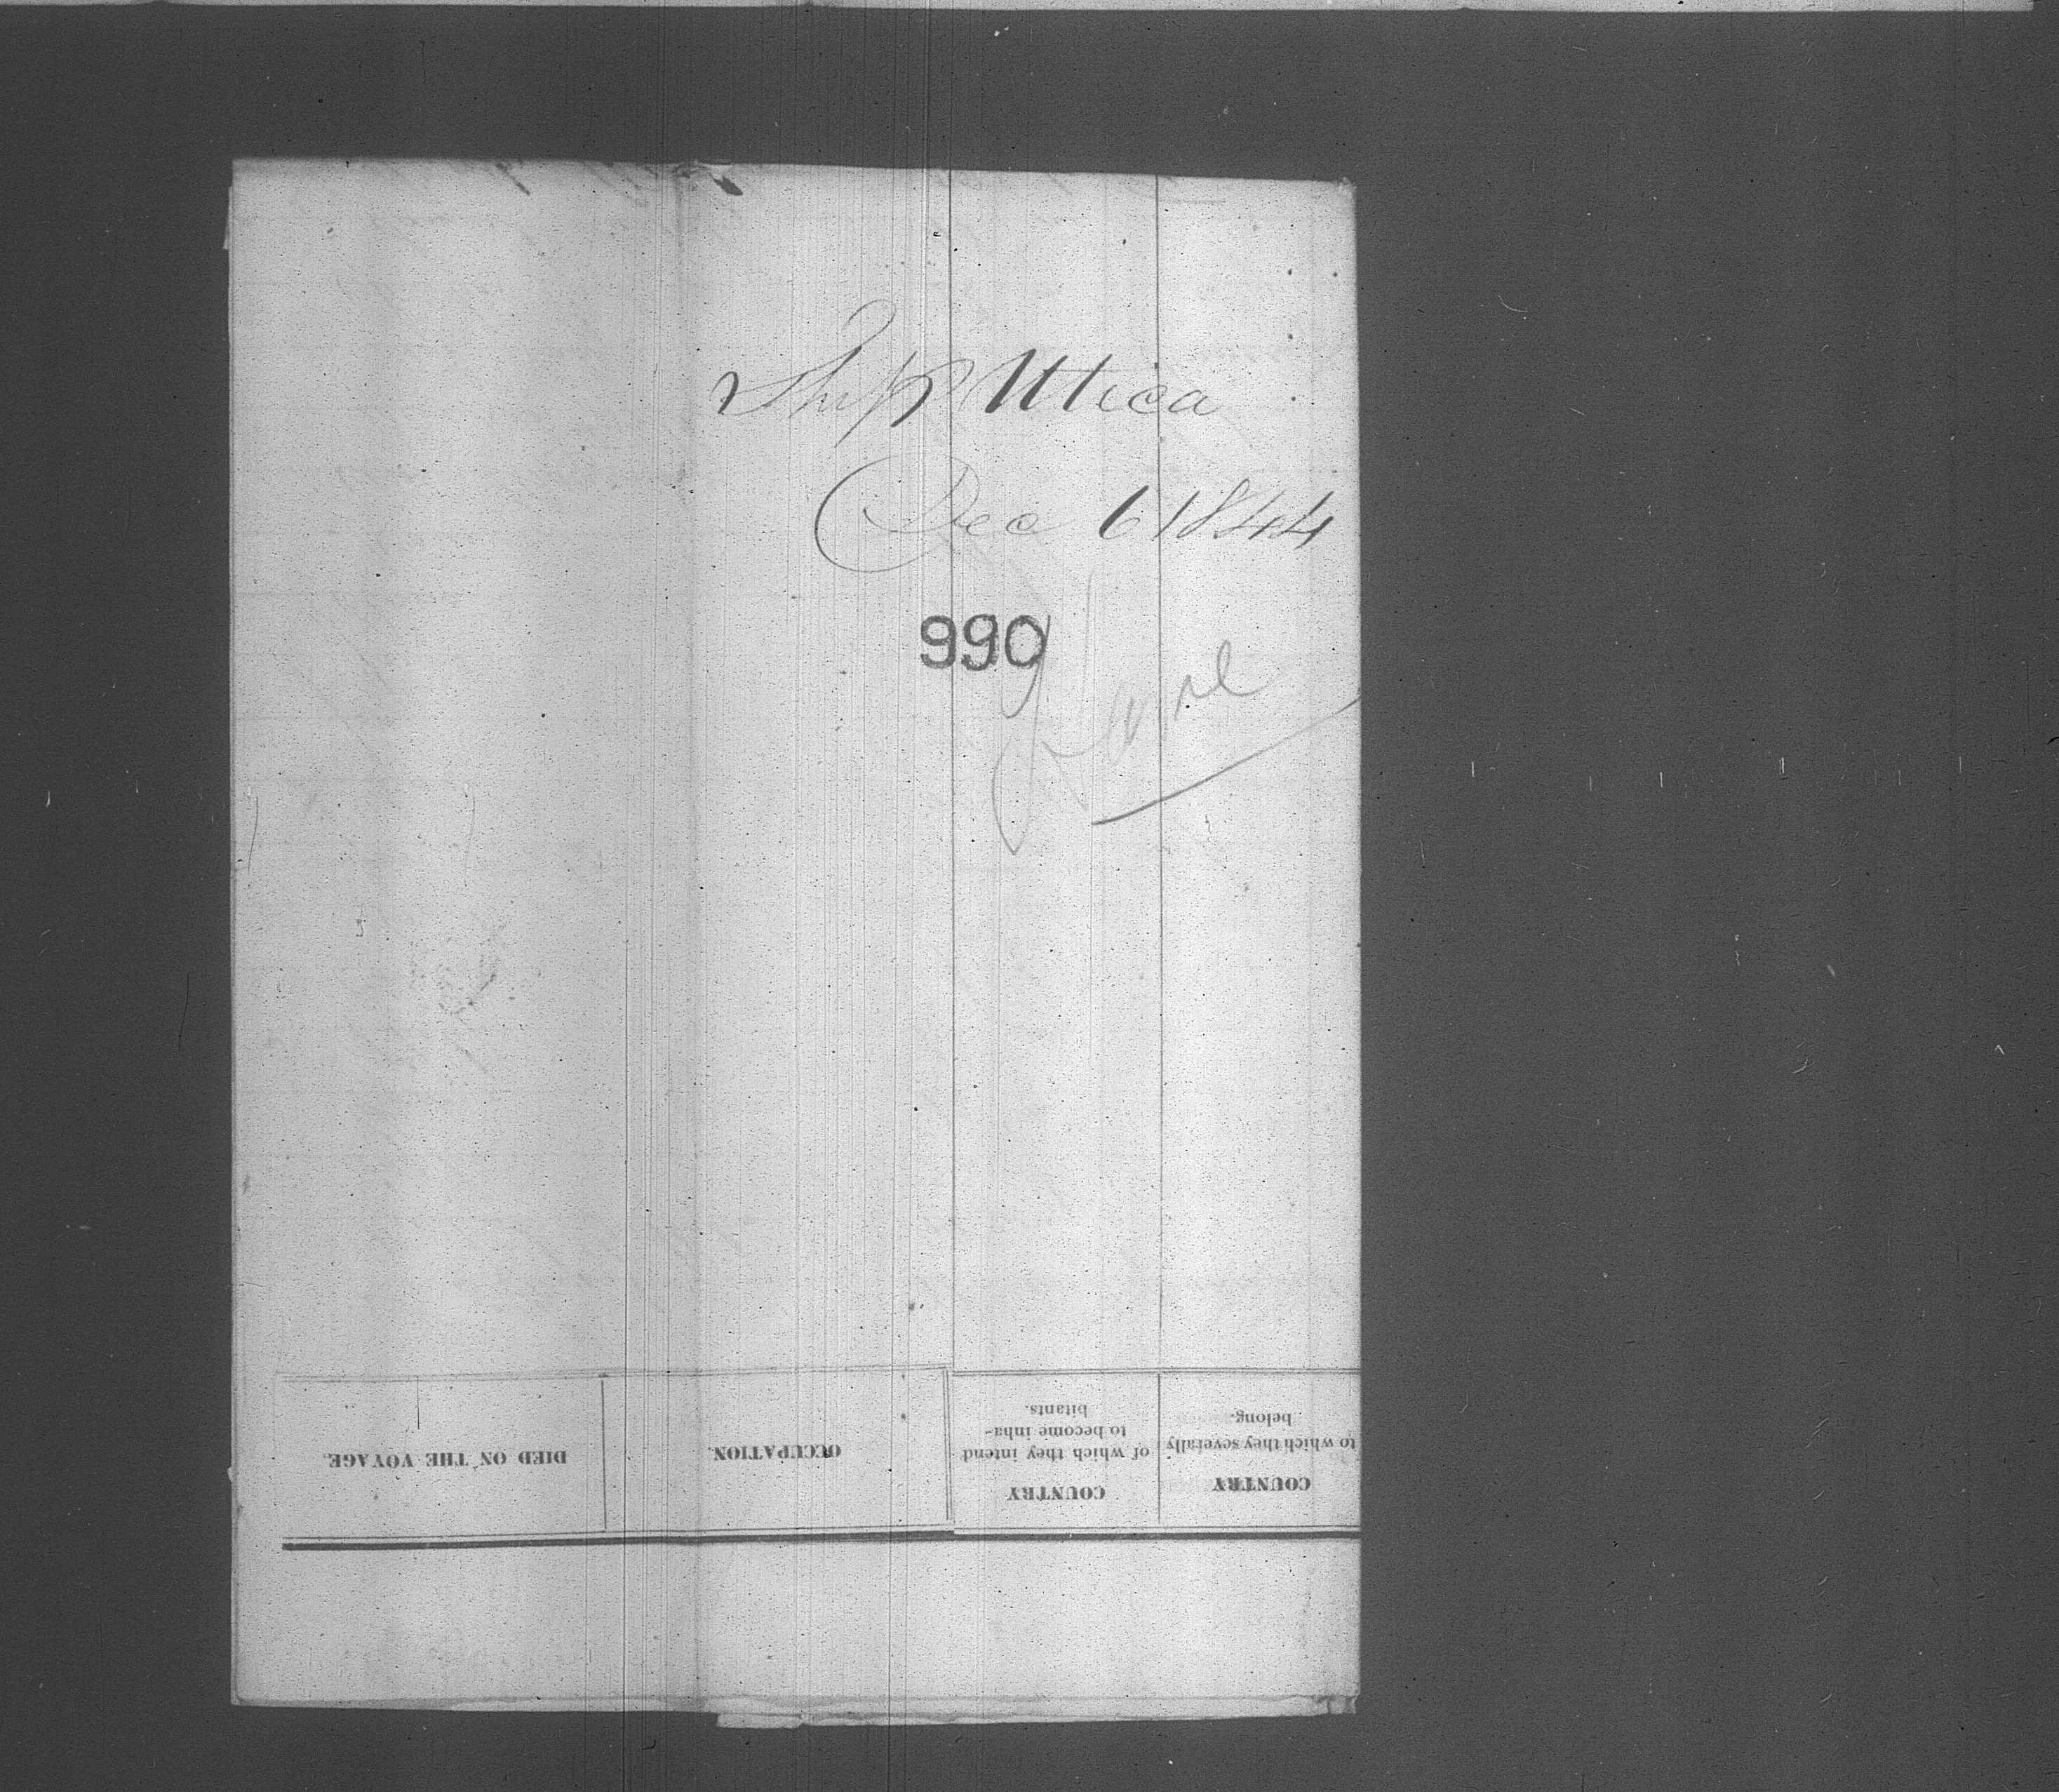 Ship Utica
Dec 6 1844
990
Havre
COUNTRY
to which they severally
belong.
COUNTRY
of which they intend
to become inha-
bitants.
OCCUPATION.
DIED ON THE VOYAGE.